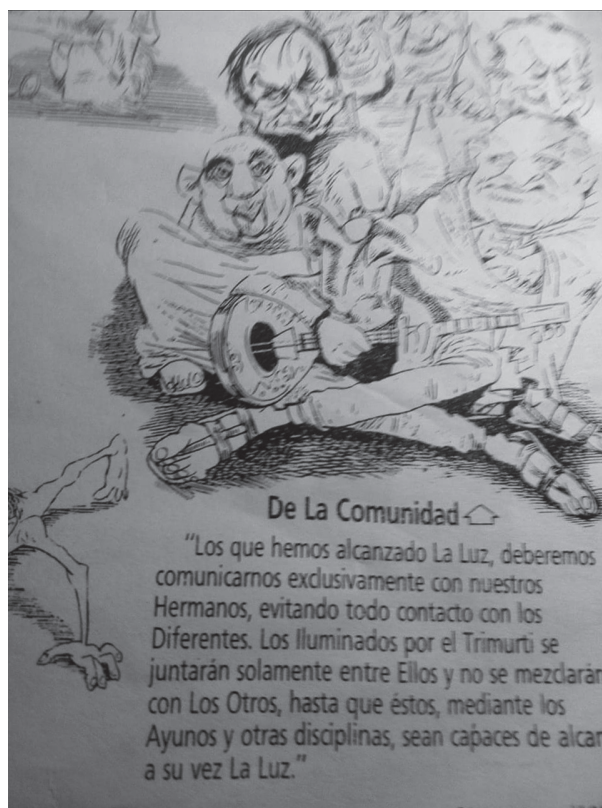 De La Comunidad
“Los que hemos alcanzado La Luz, deberemos
comunicarnos exclusivamente con nuestros
Hermanos, evitando todo contacto con los
Diferentes. Los Iluminados por el Trimurti se
juntarán solamente entre Ellos y no se mezclarán
con Los Otros, hasta que éstos, mediante los
Ayunos y otras disciplinas, sean capaces de alcan
a su vez La Luz.”